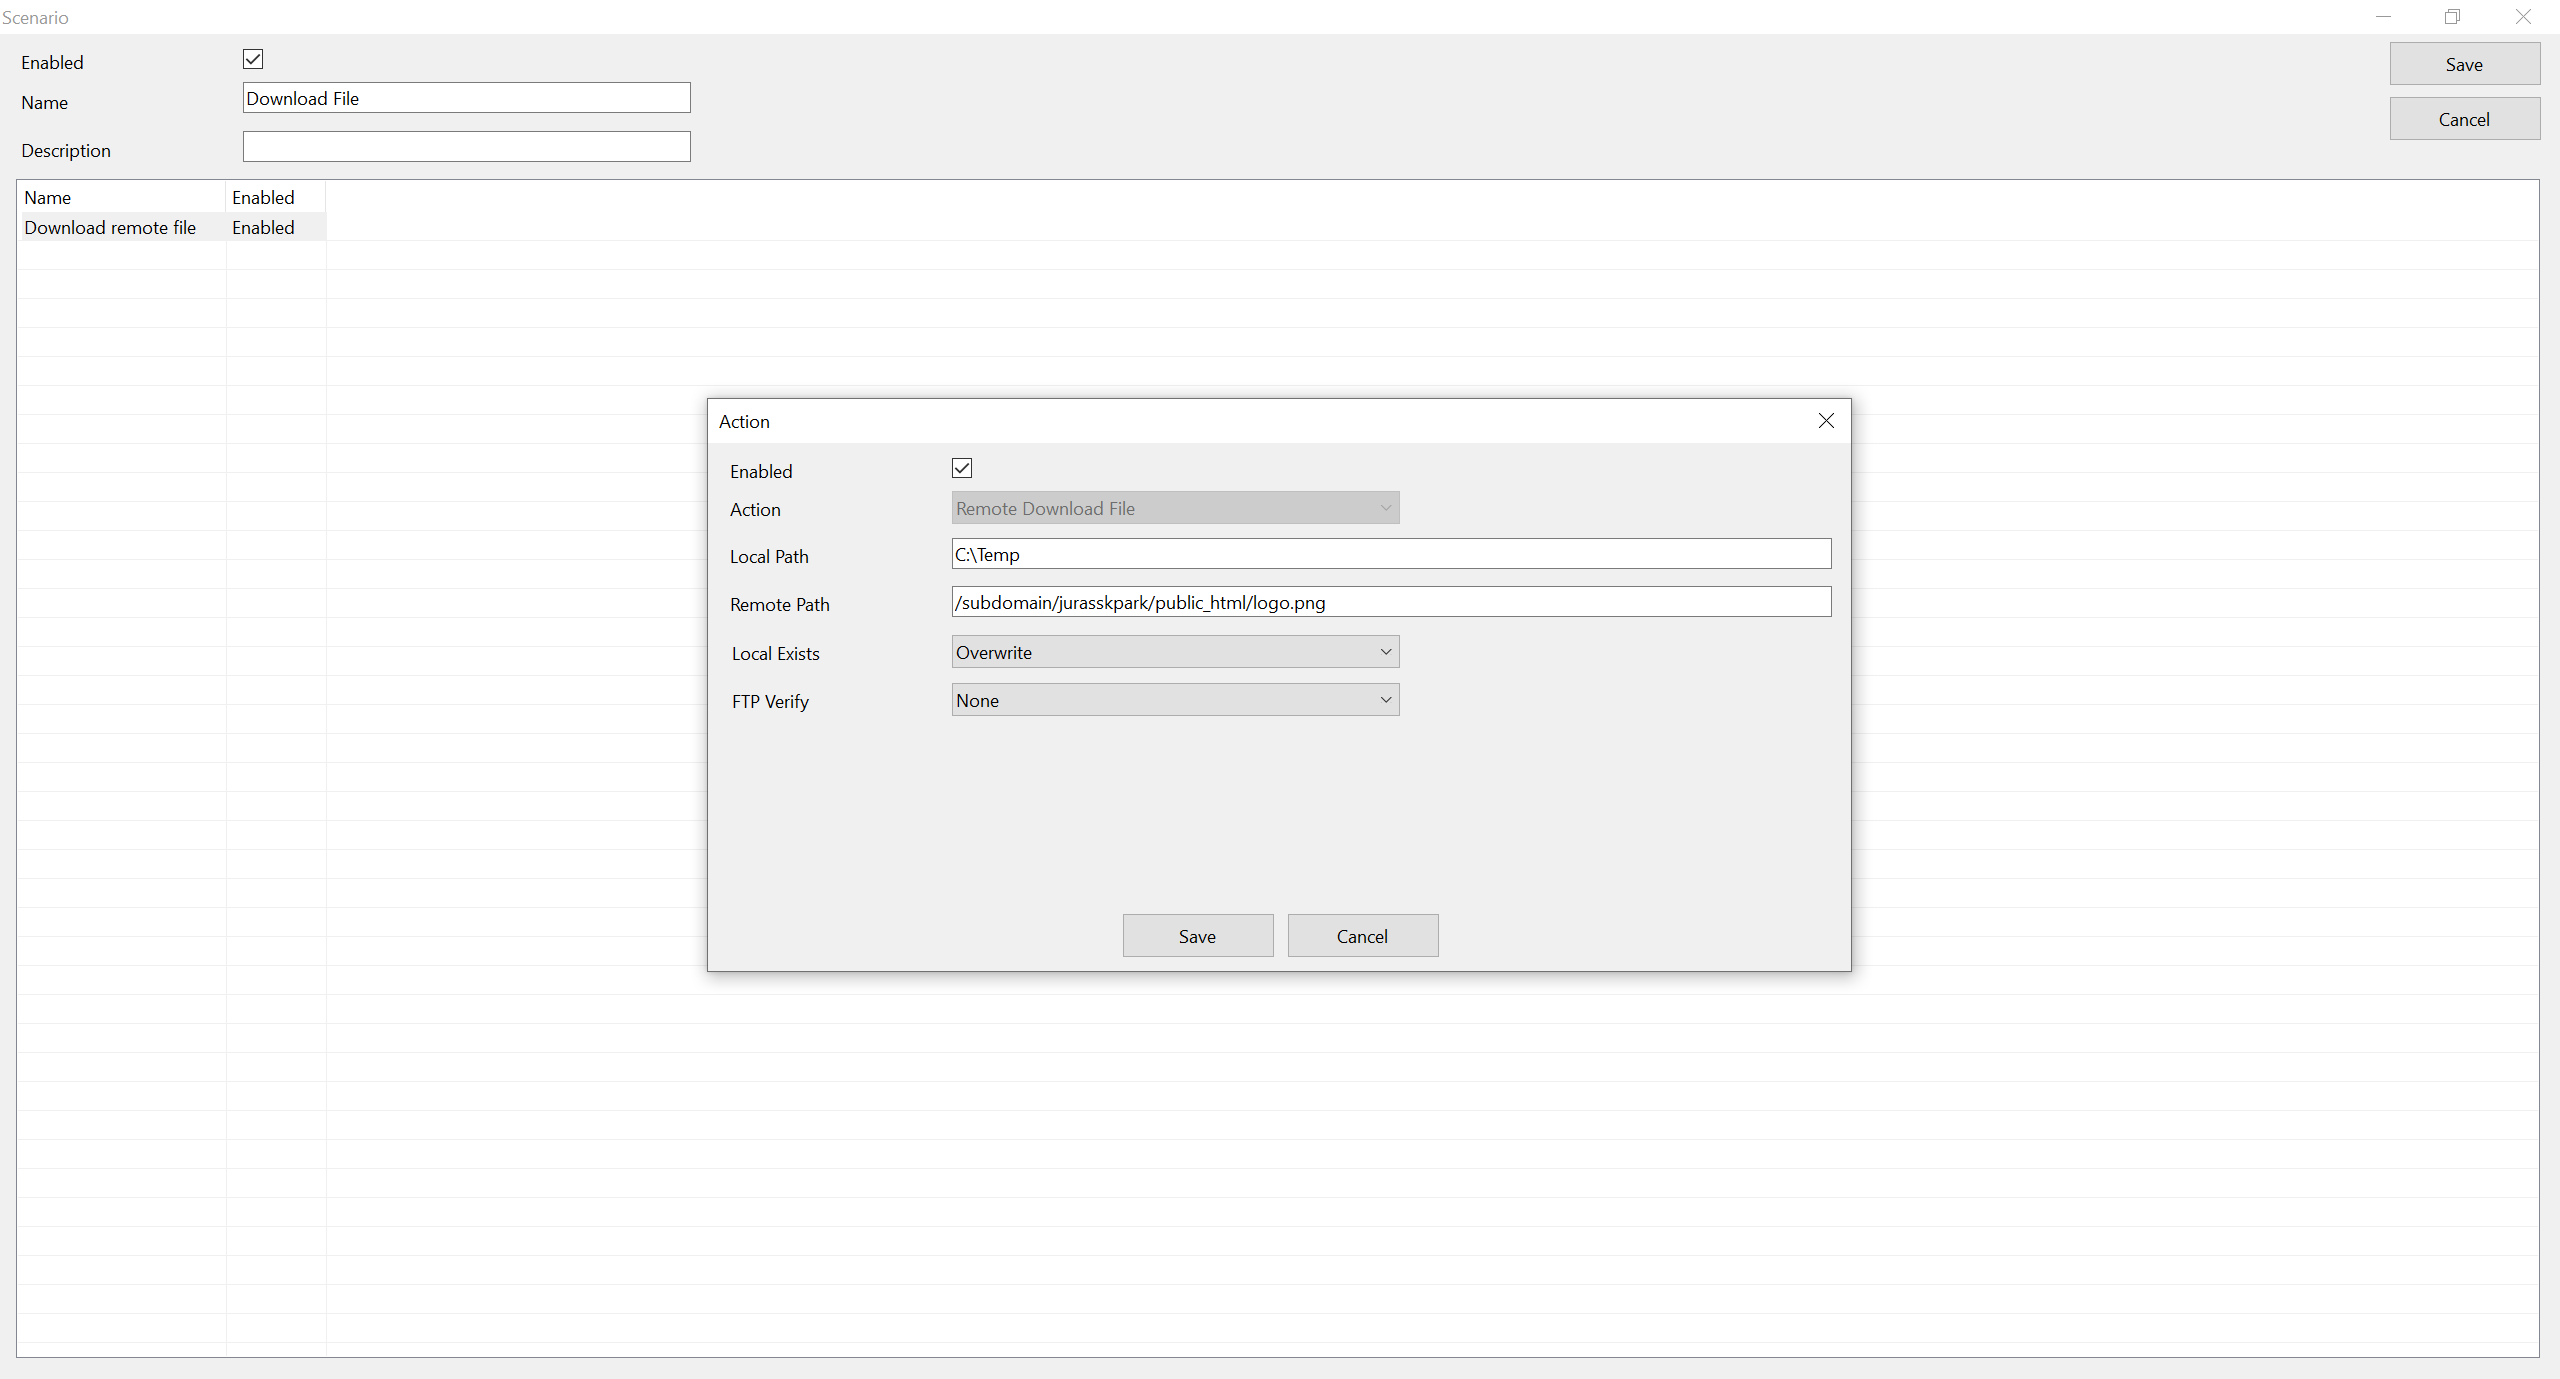 Scenario
Enabled
Save
Name Download File
Cancel
Description
Name Enabled
Download remote file Enabled
Action
Enabled
Action Remote Download File
Local Path C:\Temp
Remote Path /subdomain/jurasskpark/public_html/logo.png
Local Exists Overwrite
FTP Verify None
Save Cancel